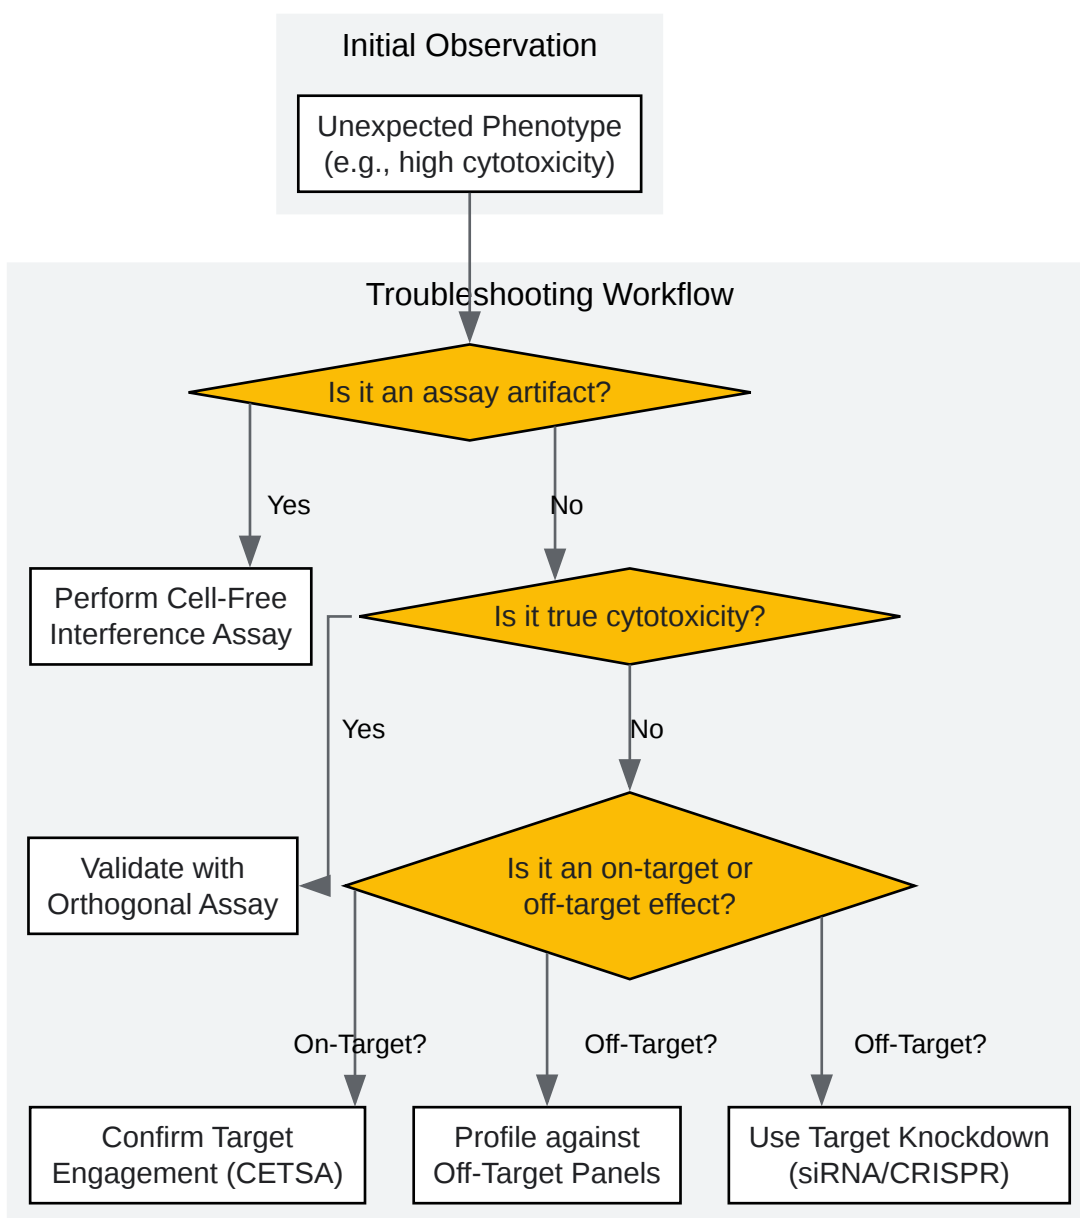 Initial Observation
Unexpected Phenotype
(e.g., high cytotoxicity)
Troubleshooting Workflow
Is it an assay artifact?
Yes
No
Perform Cell-Free
Interference Assay
Is it true cytotoxicity?
Yes
No
Validate with
Orthogonal Assay
Is it an on-target or
off-target effect?
On-Target?
Off-Target?
Off-Target?
Confirm Target
Engagement (CETSA)
Profile against
Off-Target Panels
Use Target Knockdown
(siRNA/CRISPR)